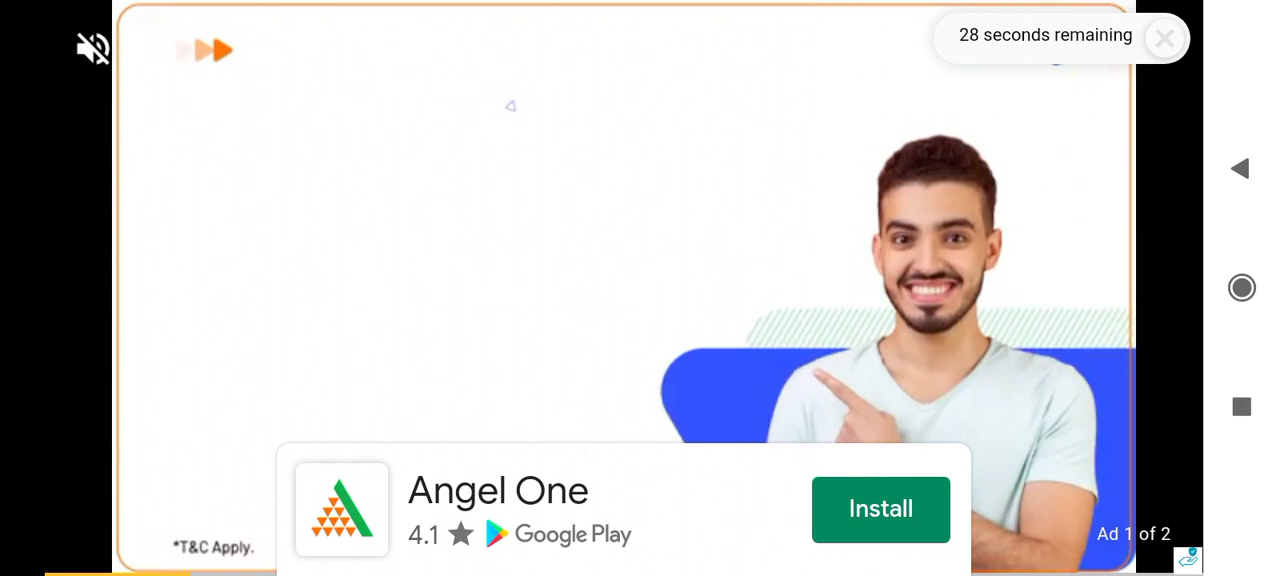 28 seconds remaining
Angel One
4.1
Google Play
Install
Ad 1 of 2
*T&C Apply.